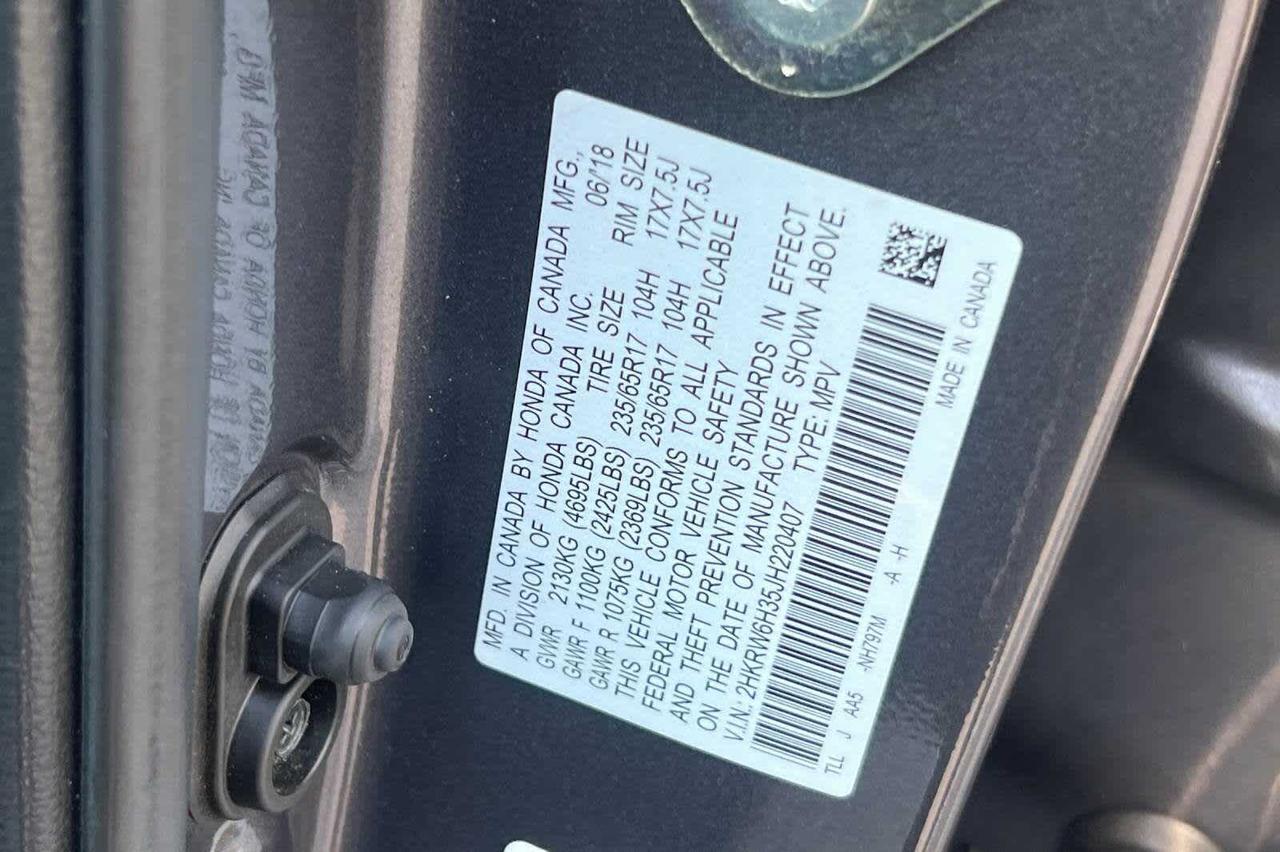 MFD. IN CANADA BY HONDA OF CANADA MFG.,
A DIVISION OF HONDA CANADA INC. 06/'18
GVWR 2130KG (4695LBS) TIRE SIZE RIM SIZE
GAWR F 1100KG (2425LBS) 235/65R17 104H 17X7.5J
GAWR R 1075KG (2369LBS) 235/65R17 104H 17X7.5J
THIS VEHICLE CONFORMS TO ALL APPLICABLE
FEDERAL MOTOR VEHICLE SAFETY
AND THEFT PREVENTION STANDARDS IN EFFECT
ON THE DATE OF MANUFACTURE SHOWN ABOVE.
V.I.N.: 2HKRW6H35JH220407 TYPE: MPV
TLL J AA5 -NH797M -A -H
MADE IN CANADA